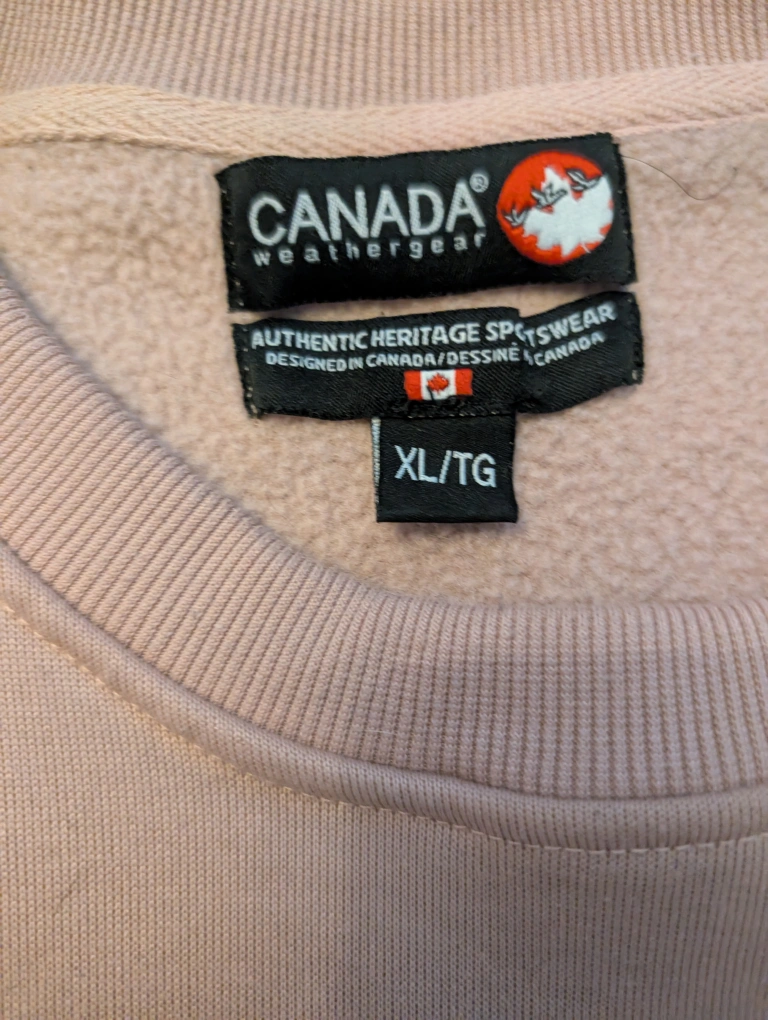 CANADA®
weathergear
AUTHENTIC HERITAGE SPO TSWEAR
DESIGNED IN CANADA/DESSINÉ CANADA
XL/TG